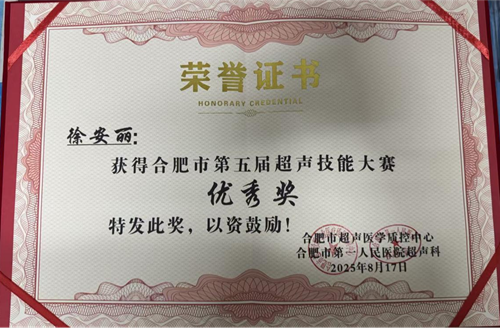 荣誉证书
HONORARY CREDENTIAL
徐安丽:
获得合肥市第五届超声技能大赛
优秀奖
特发此奖，以资鼓励！
合肥市超声医学质控中心
合肥市第一人民医院超声科
2025年8月17日